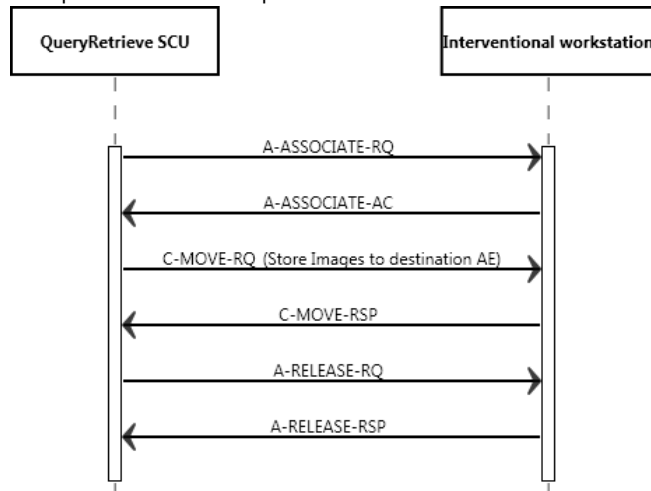 QueryRetrieve SCU
Interventional workstation
A-ASSOCIATE-RQ
A-ASSOCIATE-AC
C-MOVE-RQ (Store Images to destination AE)
C-MOVE-RSP
A-RELEASE-RQ
A-RELEASE-RSP